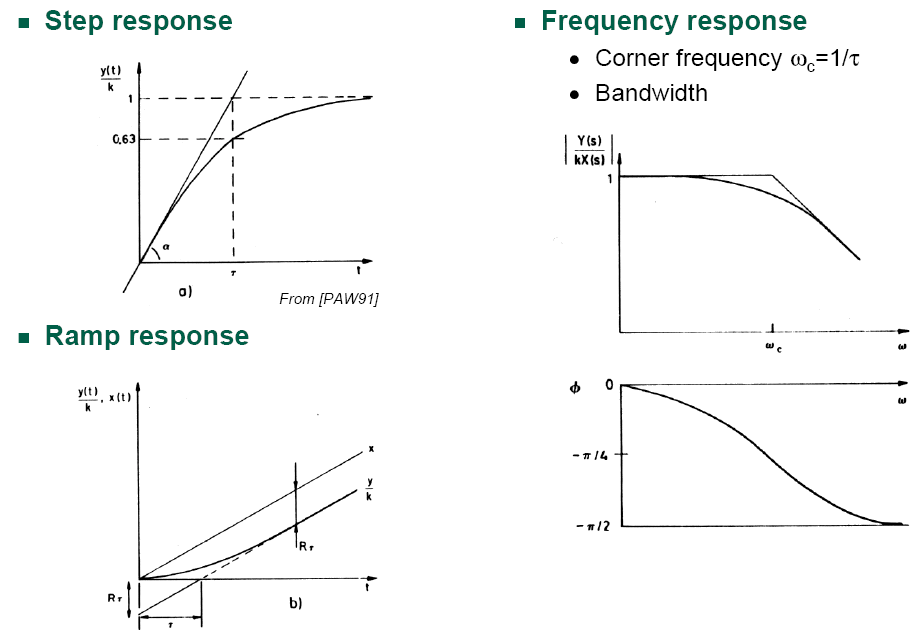 Step response
y(t)
k
1
0,63
α
τ
t
a)
From [PAW91]
Ramp response
y(t)
k
, x(t)
x
y
k
Rτ
Rτ
τ
t
b)
Frequency response
Corner frequency ωc=1/τ
Bandwidth
Y(s)
kX(s)
1
ωc
ω
ϕ
0
ω
-π/4
-π/2